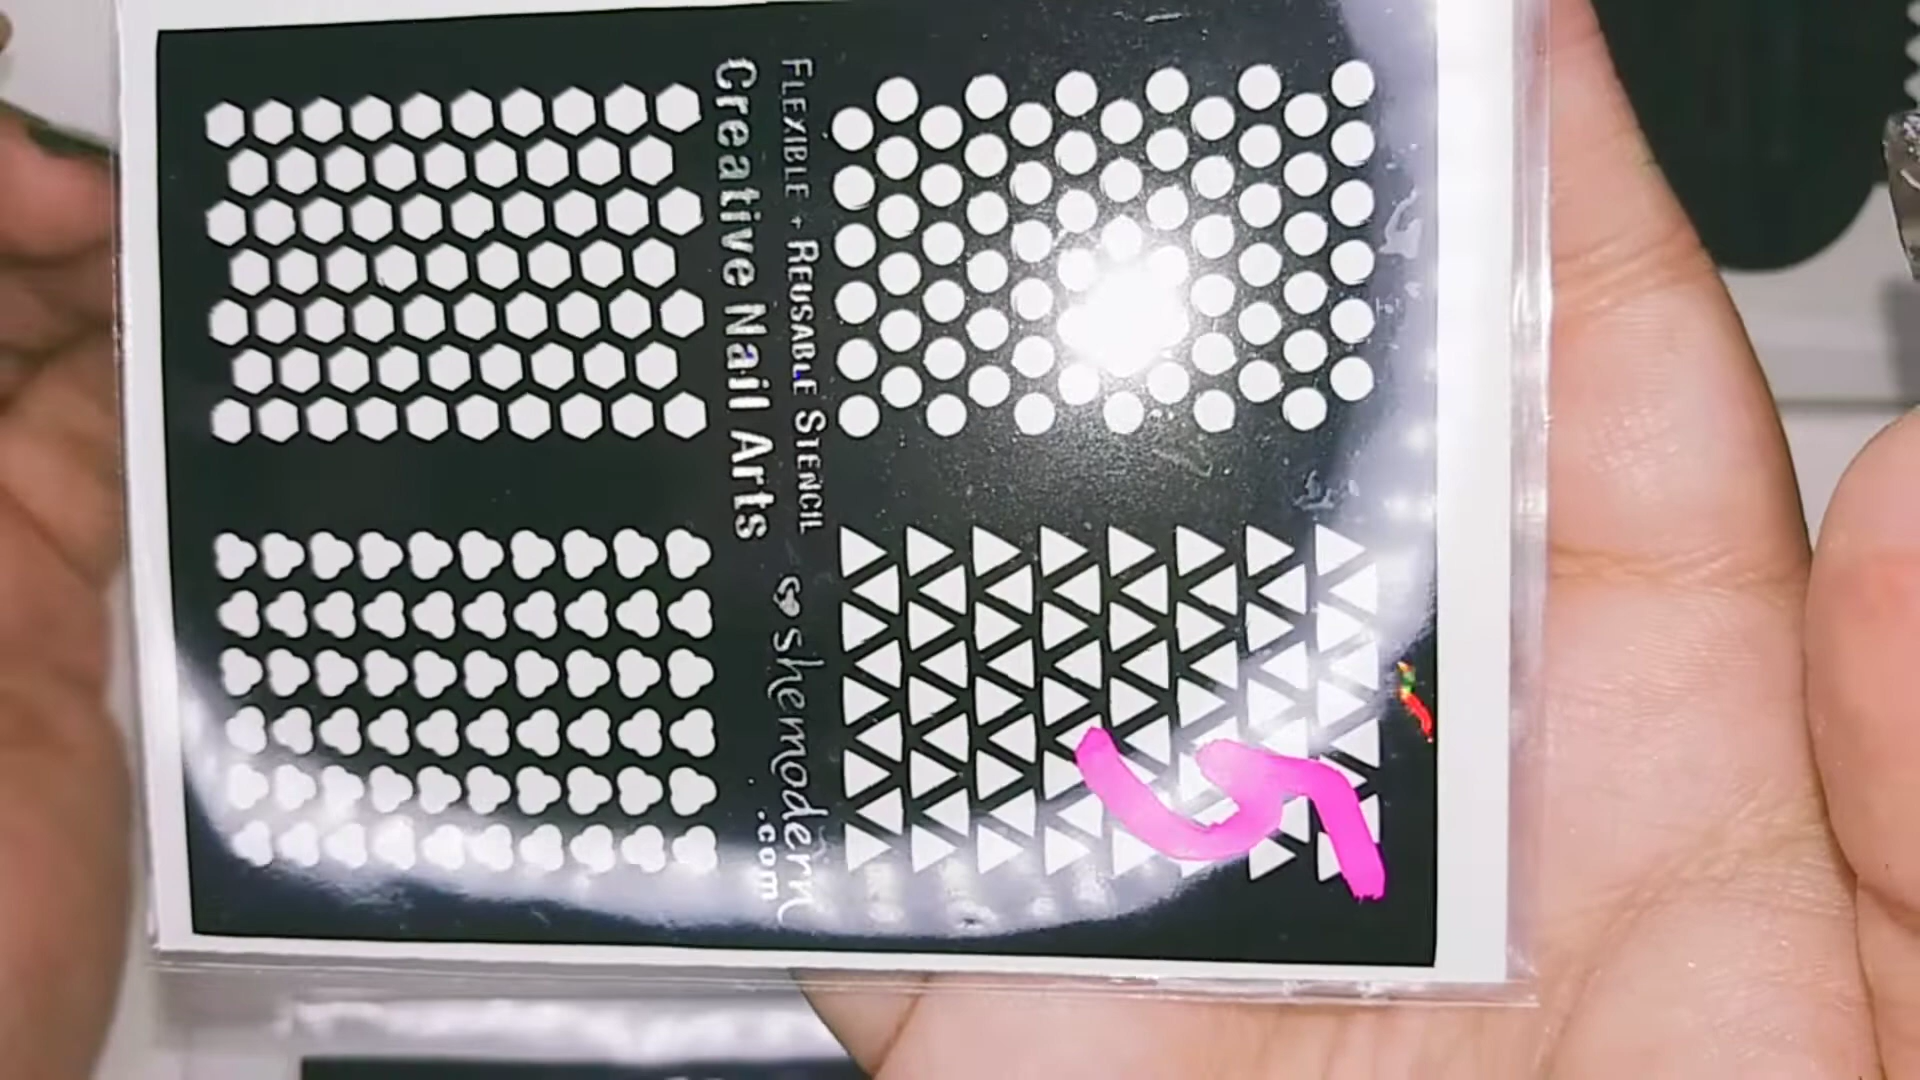 FLEXIBLE + REUSABLE STENCIL
Creative Nail Arts
shemodern
.com
5